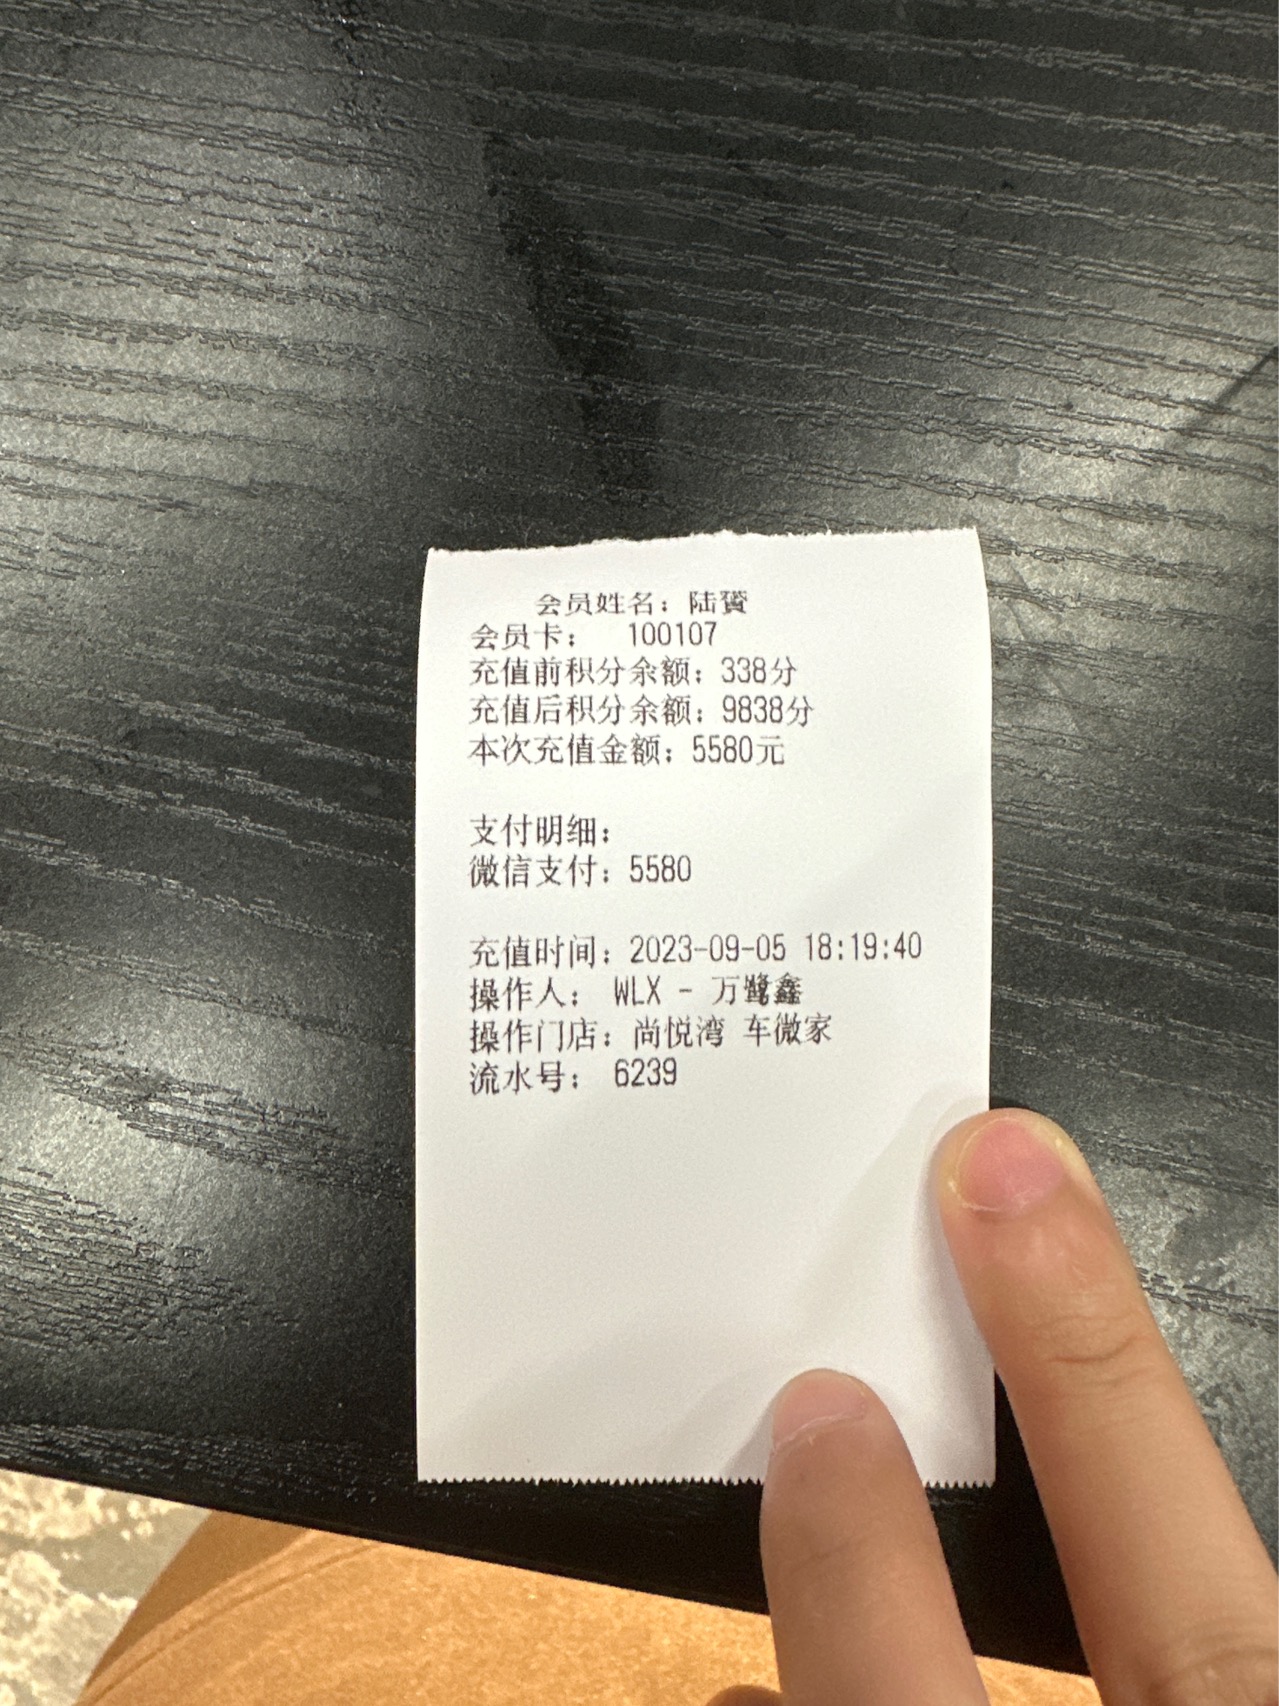 会员姓名：陆
会员卡： 100107
充值前积分余额：338分
充值后积分余额：9838分
本次充值金额：5580元
支付明细：
微信支付：5580
充值时间：2023-09-05 18:19:40
操作人： WLX - 万鹭鑫
操作门店：尚悦湾 车微家
流水号： 6239